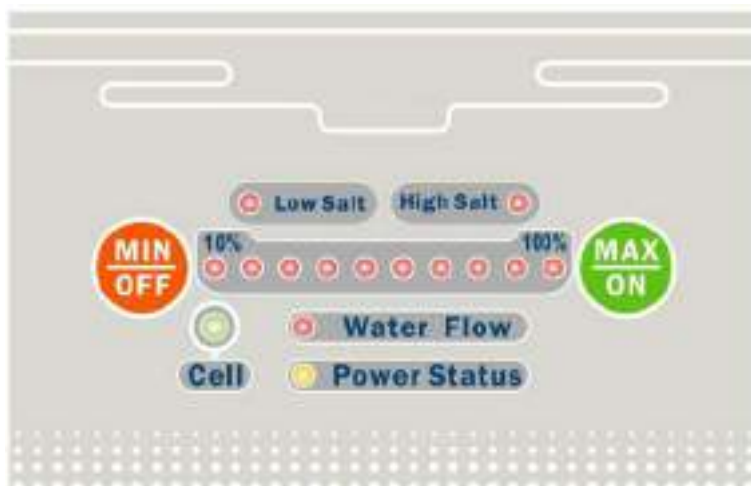 Low Salt
High Salt
MIN
OFF
10%
100%
MAX
ON
Water Flow
Cell
Power Status